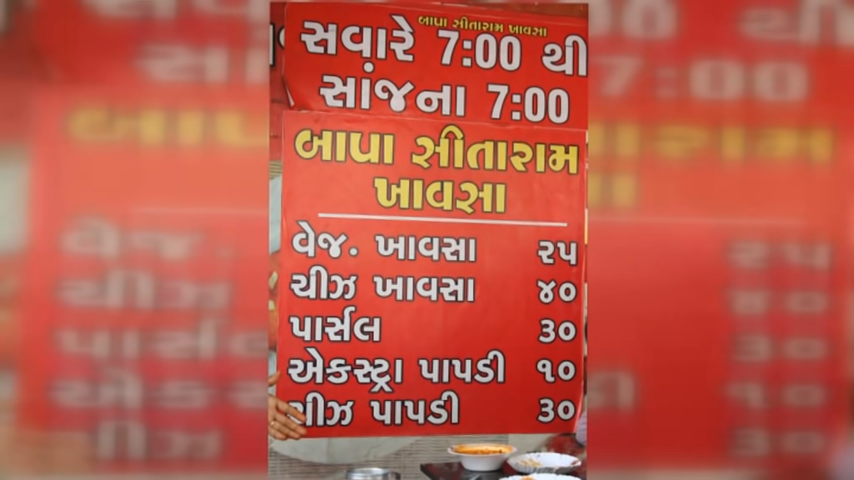 બાપા સીતારામ ખાવસા
સવારે 7:00 થી
સાંજના 7:00
બાપા સીતારામ
ખાવસા
વેજ. ખાવસા ૨૫
ચીઝ ખાવસા ૪૦
પાર્સલ ૩૦
એકસ્ટ્રા પાપડી ૧૦
ચીઝ પાપડી ૩૦